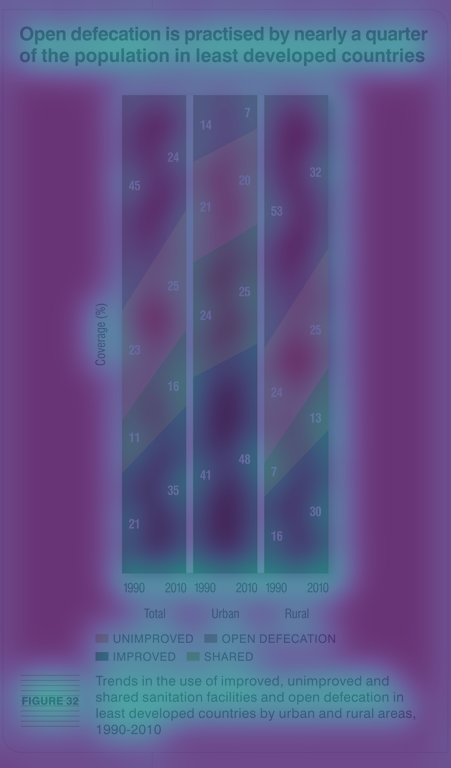 Open defecation is practised by nearly a quarter
of the population in least developed countries
Coverage (%)
45
24
23
25
11
16
21
35
14
7
21
20
24
25
41
48
53
32
24
25
7
13
16
30
1990 2010 1990 2010 1990 2010
Total Urban Rural
UNIMPROVED OPEN DEFECATION
IMPROVED SHARED
FIGURE 32
Trends in the use of improved, unimproved and
shared sanitation facilities and open defecation in
least developed countries by urban and rural areas,
1990-2010